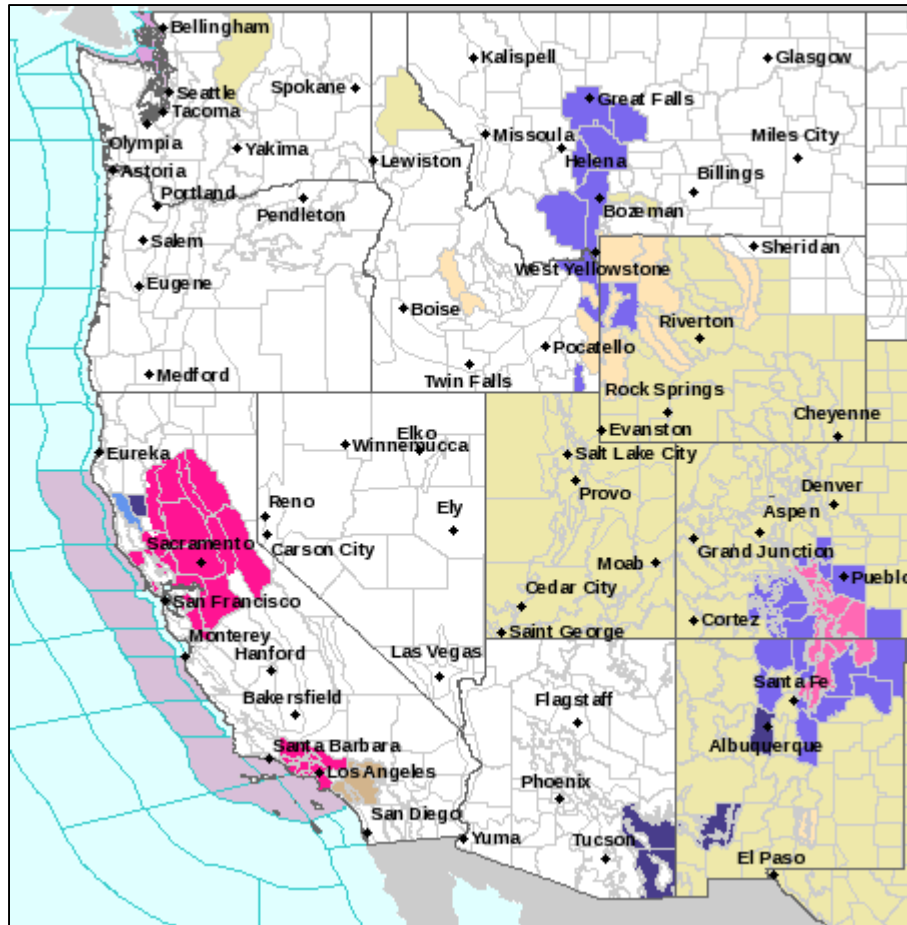 Bellingham
Kalispell
Glasgow
Seattle
Spokane
Great Falls
Tacoma
Olympia
Yakima
Missoula
Helena
Miles City
Astoria
Lewiston
Billings
Portland
Pendleton
Bozeman
Salem
Sheridan
West Yellowstone
Eugene
Boise
Riverton
Pocatello
Medford
Twin Falls
Rock Springs
Cheyenne
Evanston
Elko
Winnemucca
Eureka
Salt Lake City
Provo
Denver
Reno
Ely
Aspen
Sacramento
Carson City
Grand Junction
Moab
Pueblo
San Francisco
Cedar City
Cortez
Saint George
Monterey
Hanford
Las Vegas
Santa Fe
Bakersfield
Flagstaff
Santa Barbara
Albuquerque
Los Angeles
Phoenix
San Diego
Yuma
Tucson
El Paso